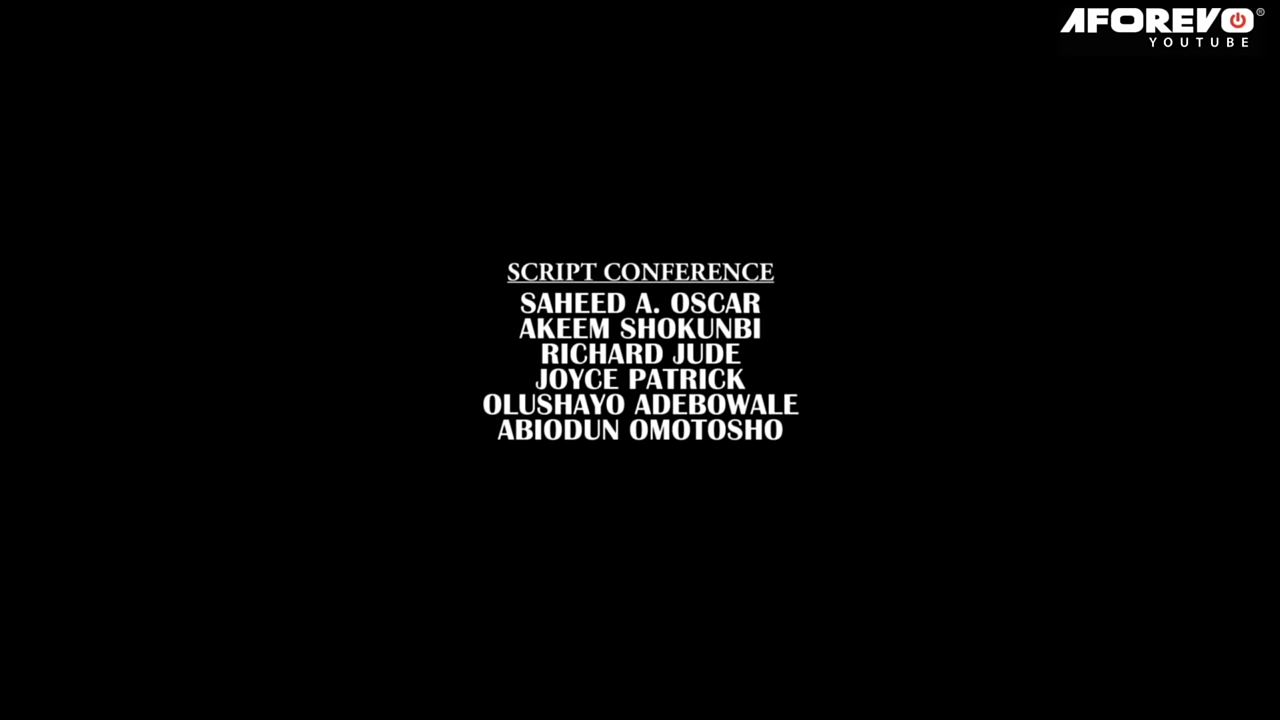 AFOREVO®
YOUTUBE
SCRIPT CONFERENCE
SAHEED A. OSCAR
AKEEM SHOKUNBI
RICHARD JUDE
JOYCE PATRICK
OLUSHAYO ADEBOWALE
ABIODUN OMOTOSHO